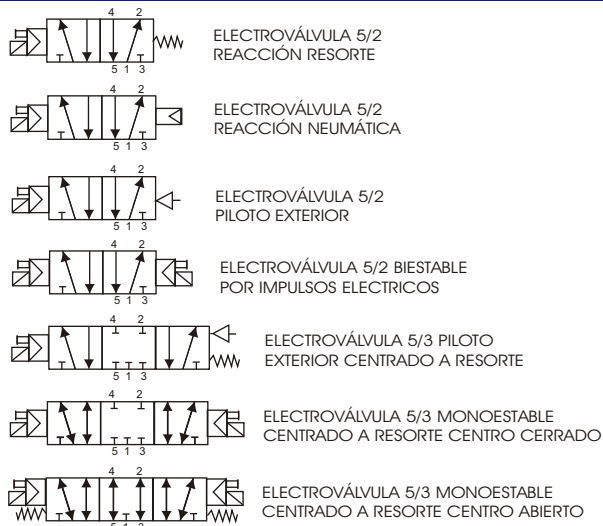 4 2
ELECTROVÁLVULA 5/2
REACCIÓN RESORTE
5 1 3
4 2
ELECTROVÁLVULA 5/2
REACCIÓN NEUMÁTICA
5 1 3
4 2
ELECTROVÁLVULA 5/2
PILOTO EXTERIOR
5 1 3
4 2
ELECTROVÁLVULA 5/2 BIESTABLE
POR IMPULSOS ELECTRICOS
5 1 3
4 2
ELECTROVÁLVULA 5/3 PILOTO
EXTERIOR CENTRADO A RESORTE
5 1 3
4 2
ELECTROVÁLVULA 5/3 MONOESTABLE
CENTRADO A RESORTE CENTRO CERRADO
5 1 3
4 2
ELECTROVÁLVULA 5/3 MONOESTABLE
CENTRADO A RESORTE CENTRO ABIERTO
5 1 3